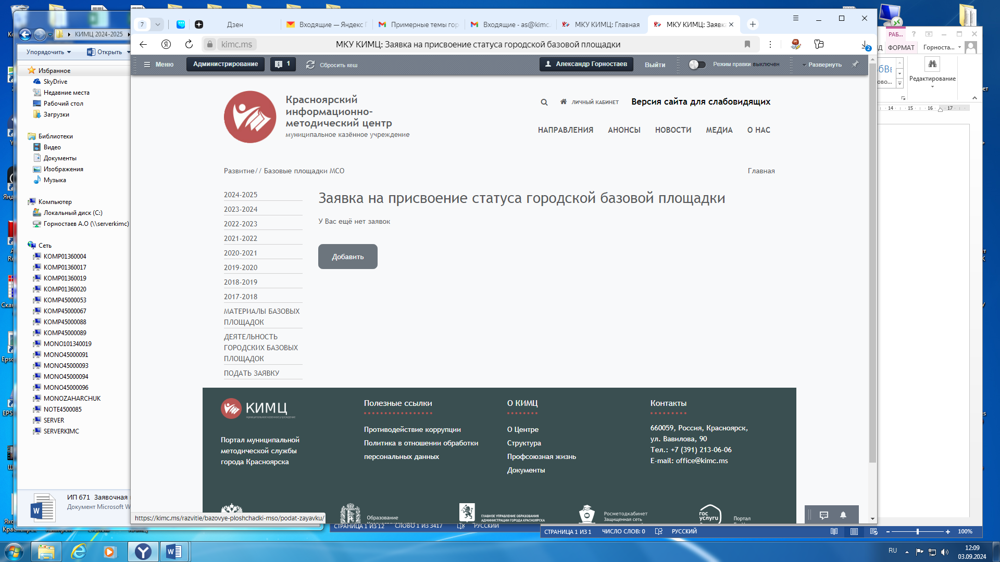 7
Дзен
Входящие — Яндекс П
Примерные темы гор
Входящие - as@kimc.
МКУ КИМЦ: Главная
МКУ КИМЦ: Заявка
kimc.ms
МКУ КИМЦ: Заявка на присвоение статуса городской базовой площадки
2
Меню
Администрирование
1
Сбросить кеш
Александр Горностаев
Выйти
Режим правки выключен
Развернуть
Красноярский
информационно-
методический центр
муниципальное казённое учреждение
ЛИЧНЫЙ КАБИНЕТ
Версия сайта для слабовидящих
НАПРАВЛЕНИЯ
АНОНСЫ
НОВОСТИ
МЕДИА
О НАС
Развитие// Базовые площадки МСО
Главная
2024-2025
2023-2024
2022-2023
2021-2022
2020-2021
2019-2020
2018-2019
2017-2018
МАТЕРИАЛЫ БАЗОВЫХ
ПЛОЩАДОК
ДЕЯТЕЛЬНОСТЬ
ГОРОДСКИХ БАЗОВЫХ
ПЛОЩАДОК
ПОДАТЬ ЗАЯВКУ
Заявка на присвоение статуса городской базовой площадки
У Вас ещё нет заявок
Добавить
КИМЦ
муниципальное казенное учреждение
Портал муниципальной
методической службы
города Красноярска
Полезные ссылки
Противодействие коррупции
Политика в отношении обработки
персональных данных
О КИМЦ
О Центре
Структура
Профсоюзная жизнь
Документы
Контакты
660059, Россия, Красноярск,
ул. Вавилова, 90
Тел.: +7 (391) 213-06-06
E-mail: office@kimc.ms
Образование
ГЛАВНОЕ УПРАВЛЕНИЕ ОБРАЗОВАНИЯ
АДМИНИСТРАЦИИ ГОРОДА КРАСНОЯРСКА
Росметодкабинет
Защищенная сеть
гос
услуги
Портал
https://kimc.ms/razvitie/bazovye-ploshchadki-mso/podat-zayavku/
КИМЦ 2024-2025
Упорядочить
Открыть
Избранное
SkyDrive
Недавние места
Рабочий стол
Загрузки
Библиотеки
Видео
Документы
Изображения
Музыка
Компьютер
Локальный диск (C:)
Горностаев А.О (\\serverkimc)
Сеть
KOMP01360004
KOMP01360017
KOMP01360019
KOMP01360020
KOMP45000053
KOMP45000067
KOMP45000088
KOMP45000089
MONO101340019
MONO45000091
MONO45000093
MONO45000094
MONO45000096
MONOZAHARCHUK
NOTE4500085
SERVER
SERVERKIMC
ИП 671 Заявочная
Документ Microsoft W
РАБ...
ФОРМАТ
Горноста...
Редактирование
14 15 16 17
СТРАНИЦА 1 ИЗ 12
СЛОВО 1 ИЗ 3417
РУССКИЙ
СТРАНИЦА 1 ИЗ 1
ЧИСЛО СЛОВ: 0
РУССКИЙ
100%
RU
12:09
03.09.2024